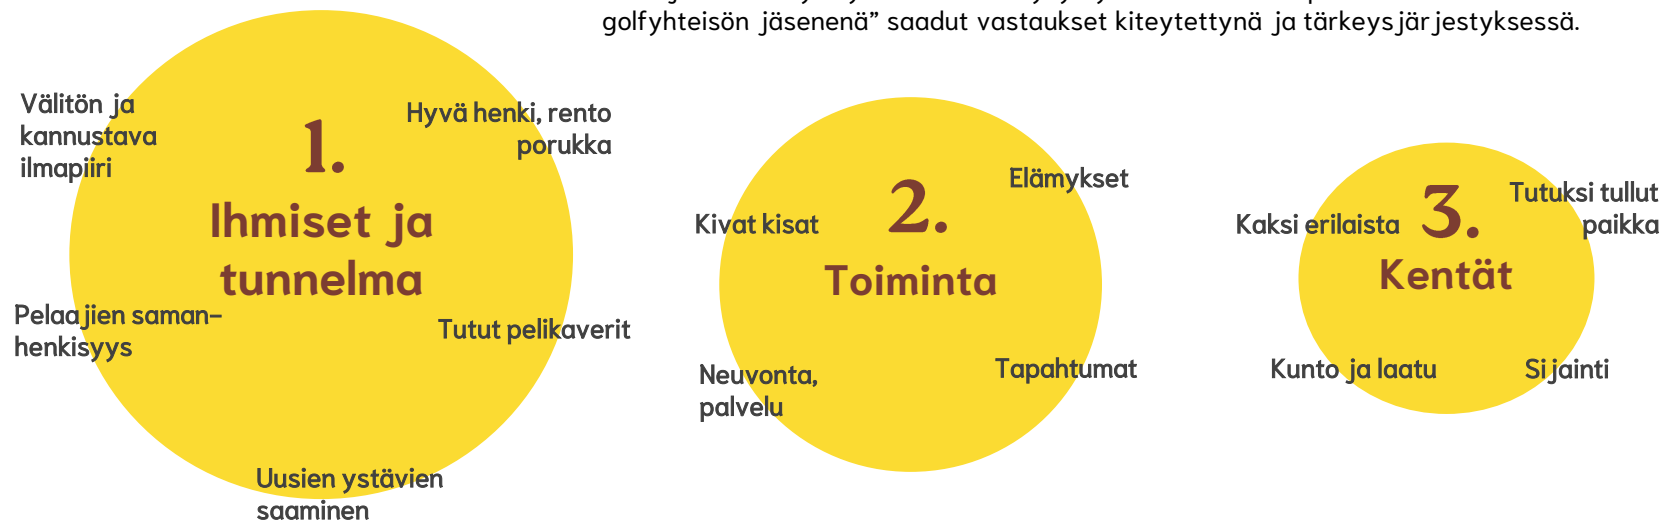 golfyhteisön jäsenenä” saadut vastaukset kiteytettynä ja tärkeysjärjestyksessä.
Välitön ja
kannustava
ilmapiiri
Hyvä henki, rento
porukka
1.
Ihmiset ja
tunnelma
Pelaajien saman-
henkisyys
Tutut pelikaverit
Uusien ystävien
saaminen
2.
Toiminta
Elämykset
Kivat kisat
Neuvonta,
palvelu
Tapahtumat
3.
Kentät
Kaksi erilaista
Tutuksi tullut
paikka
Kunto ja laatu
Sijainti